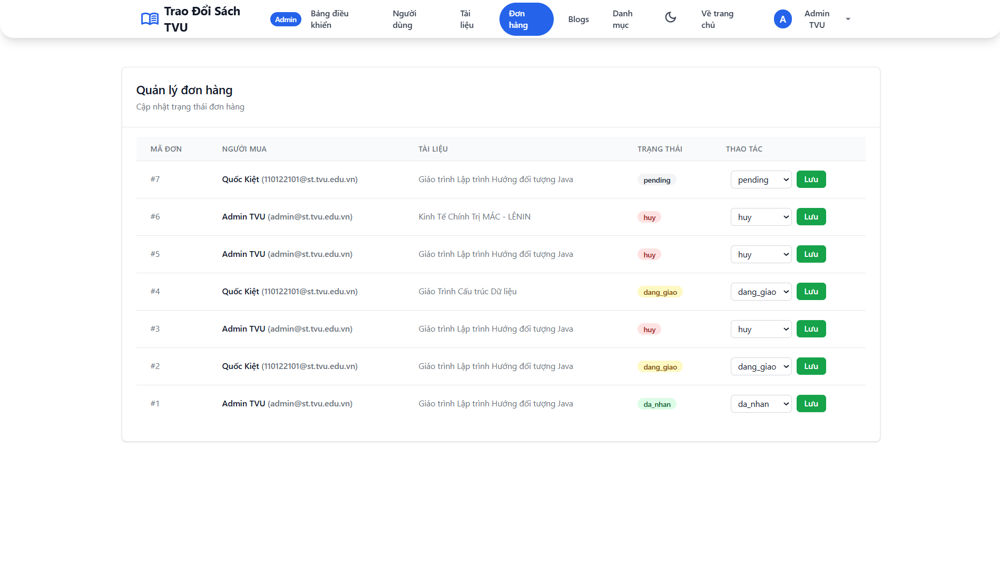 Trao Đổi Sách
TVU
Admin
Bảng điều
khiển
Người
dùng
Tài
liệu
Đơn
hàng
Blogs
Danh
mục
Về trang
chủ
A
Admin
TVU
Quản lý đơn hàng
Cập nhật trạng thái đơn hàng
MÃ ĐƠN NGƯỜI MUA TÀI LIỆU TRẠNG THÁI THAO TÁC
#7 Quốc Kiệt (110122101@st.tvu.edu.vn) Giáo trình Lập trình Hướng đối tượng Java pending pending Lưu
#6 Admin TVU (admin@st.tvu.edu.vn) Kinh Tế Chính Trị MÁC - LÊNIN huy huy Lưu
#5 Admin TVU (admin@st.tvu.edu.vn) Giáo trình Lập trình Hướng đối tượng Java huy huy Lưu
#4 Quốc Kiệt (110122101@st.tvu.edu.vn) Giáo Trình Cấu trúc Dữ liệu dang_giao dang_giao Lưu
#3 Admin TVU (admin@st.tvu.edu.vn) Giáo trình Lập trình Hướng đối tượng Java huy huy Lưu
#2 Quốc Kiệt (110122101@st.tvu.edu.vn) Giáo trình Lập trình Hướng đối tượng Java dang_giao dang_giao Lưu
#1 Admin TVU (admin@st.tvu.edu.vn) Giáo trình Lập trình Hướng đối tượng Java da_nhan da_nhan Lưu